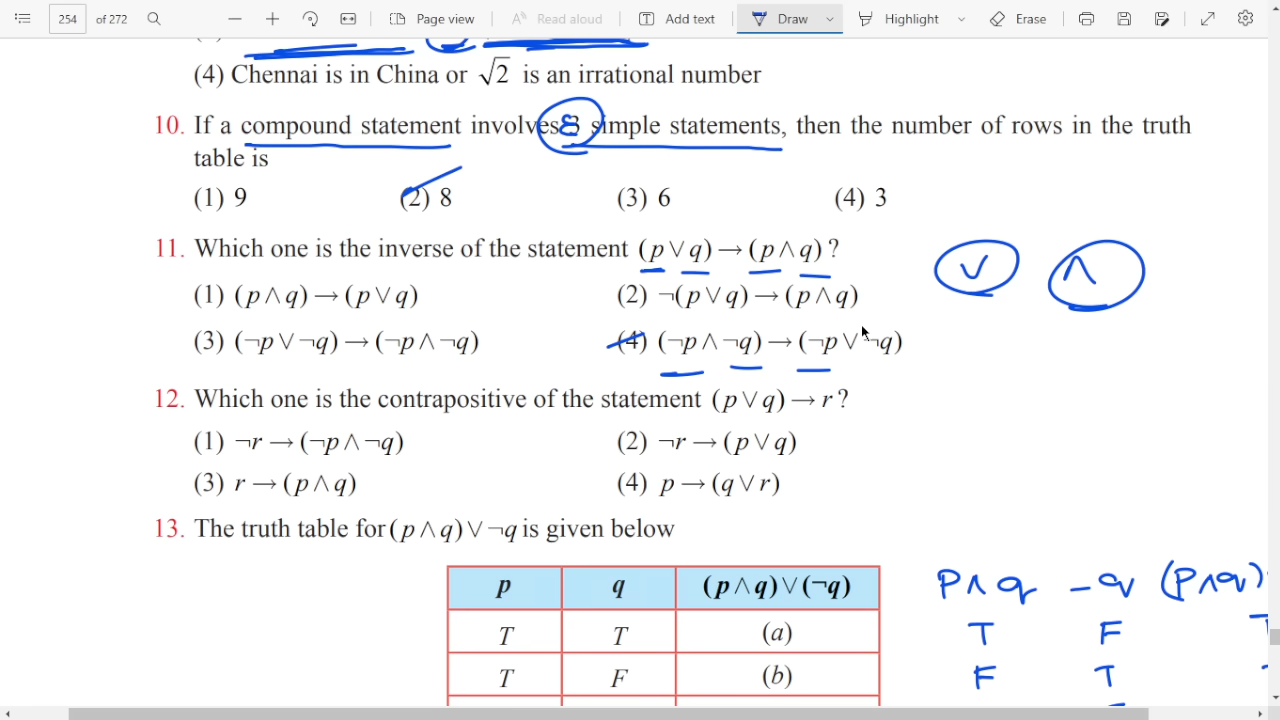 254 of 272 Page view Read aloud Add text Draw Highlight Erase
(4) Chennai is in China or √2 is an irrational number
10. If a compound statement involves 3 simple statements, then the number of rows in the truth
table is
8
(1) 9 (2) 8 (3) 6 (4) 3
11. Which one is the inverse of the statement (p ∨ q) → (p ∧ q) ?
∨ ∧
(1) (p ∧ q) → (p ∨ q) (2) ¬(p ∨ q) → (p ∧ q)
(3) (¬p ∨ ¬q) → (¬p ∧ ¬q) (4) (¬p ∧ ¬q) → (¬p ∨ ¬q)
12. Which one is the contrapositive of the statement (p ∨ q) → r ?
(1) ¬r → (¬p ∧ ¬q) (2) ¬r → (p ∨ q)
(3) r → (p ∧ q) (4) p → (q ∨ r)
13. The truth table for (p ∧ q) ∨ ¬q is given below
p q (p ∧ q) ∨ (¬q) P∧q ¬q (P∧q)
T T (a) T F
T F (b) F T